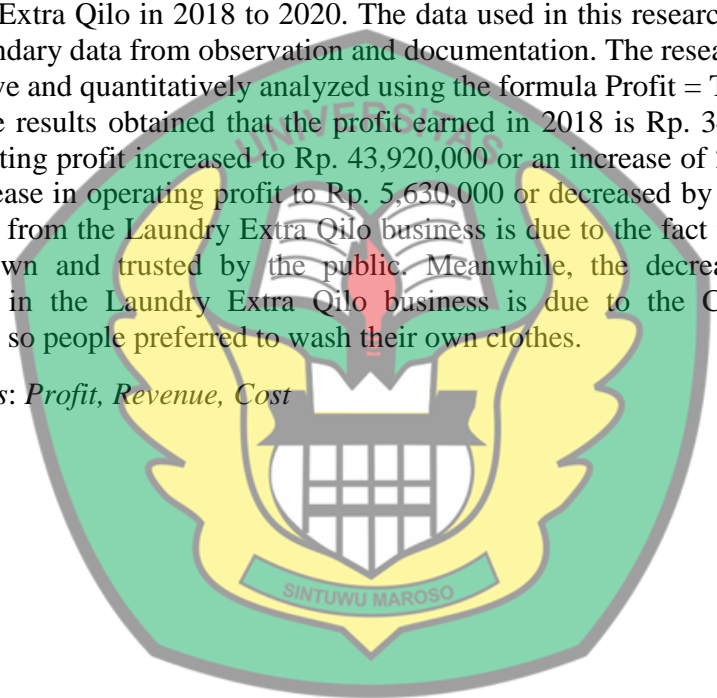 Extra Qilo in 2018 to 2020. The data used in this researc
ndary data from observation and documentation. The resea
ve and quantitatively analyzed using the formula Profit = T
e results obtained that the profit earned in 2018 is Rp. 3
ting profit increased to Rp. 43,920,000 or an increase of
ease in operating profit to Rp. 5,630,000 or decreased by
from the Laundry Extra Qilo business is due to the fact
wn and trusted by the public. Meanwhile, the decrea
in the Laundry Extra Qilo business is due to the C
so people preferred to wash their own clothes.
s: Profit, Revenue, Cost
UNIVERSITAS
SINTUWU MAROSO